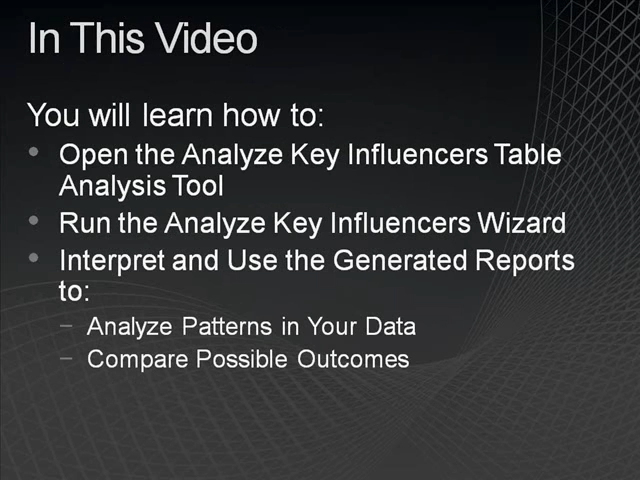 In This Video
You will learn how to:
• Open the Analyze Key Influencers Table
Analysis Tool
• Run the Analyze Key Influencers Wizard
• Interpret and Use the Generated Reports
to:
– Analyze Patterns in Your Data
– Compare Possible Outcomes